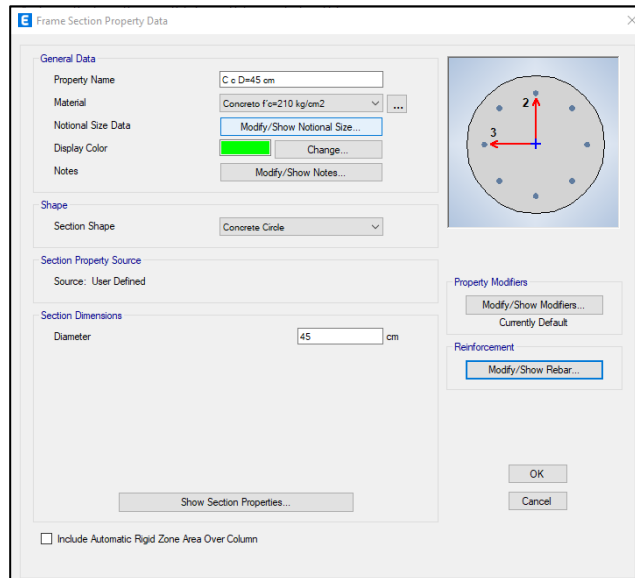 E Frame Section Property Data
General Data
Property Name C c D=45 cm
Material Concreto f´c=210 kg/cm2 ...
Notional Size Data Modify/Show Notional Size...
Display Color Change...
Notes Modify/Show Notes...
Shape
Section Shape Concrete Circle
Section Property Source
Source: User Defined
Section Dimensions
Diameter 45 cm
Show Section Properties...
Include Automatic Rigid Zone Area Over Column
2
3
Property Modifiers
Modify/Show Modifiers...
Currently Default
Reinforcement
Modify/Show Rebar...
OK
Cancel